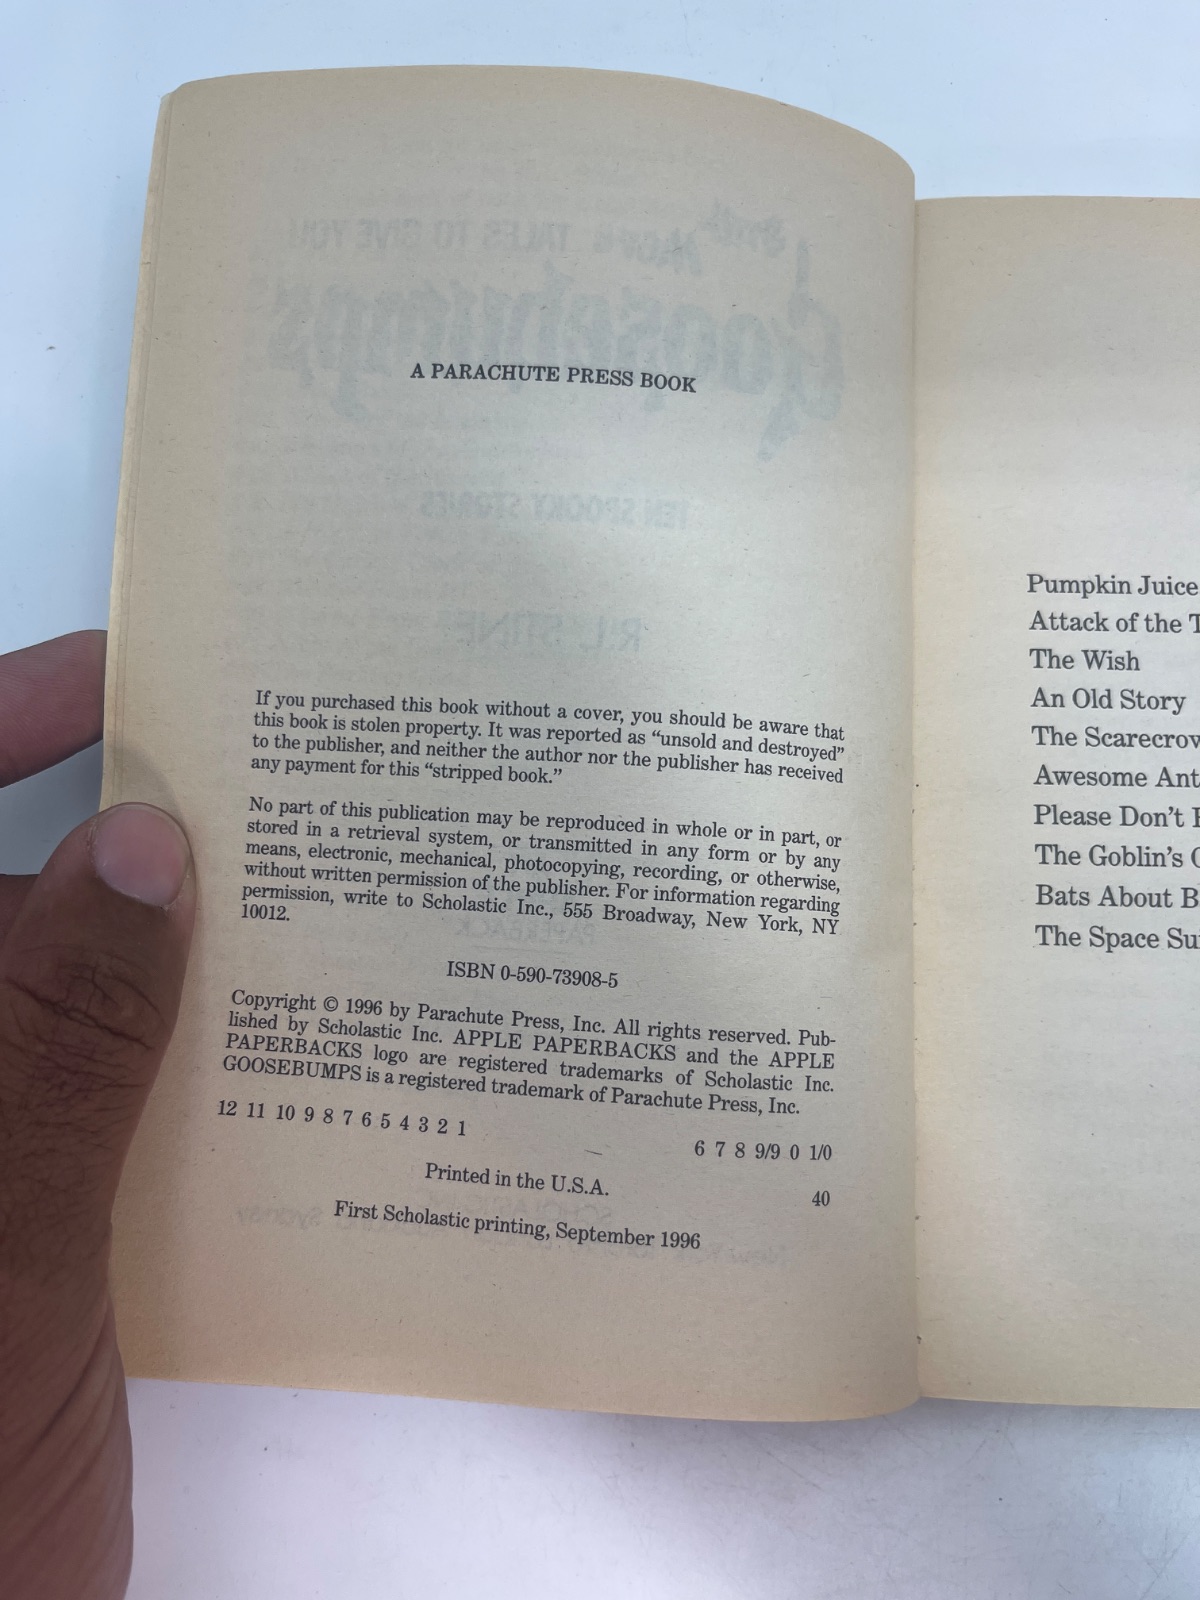 A PARACHUTE PRESS BOOK
If you purchased this book without a cover, you should be aware that
this book is stolen property. It was reported as “unsold and destroyed”
to the publisher, and neither the author nor the publisher has received
any payment for this “stripped book.”
No part of this publication may be reproduced in whole or in part, or
stored in a retrieval system, or transmitted in any form or by any
means, electronic, mechanical, photocopying, recording, or otherwise,
without written permission of the publisher. For information regarding
permission, write to Scholastic Inc., 555 Broadway, New York, NY
10012.
ISBN 0-590-73908-5
Copyright © 1996 by Parachute Press, Inc. All rights reserved. Pub-
lished by Scholastic Inc. APPLE PAPERBACKS and the APPLE
PAPERBACKS logo are registered trademarks of Scholastic Inc.
GOOSEBUMPS is a registered trademark of Parachute Press, Inc.
12 11 10 9 8 7 6 5 4 3 2 1 6 7 8 9/9 0 1/0
Printed in the U.S.A. 40
First Scholastic printing, September 1996
Pumpkin Juice
Attack of the
The Wish
An Old Story
The
Awesome
Please Don't
The Goblin's
Bats About
The Space